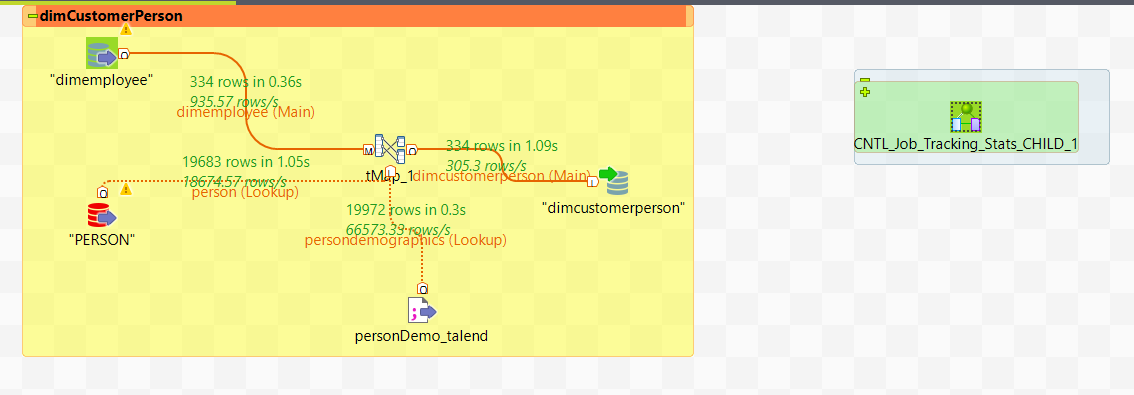 dimCustomerPerson
"dimemployee"
334 rows in 0.36s
935.57 rows/s
dimemployee (Main)
334 rows in 1.09s
305.3 rows/s
tMap_1
dimcustomerperson (Main)
"dimcustomerperson"
19683 rows in 1.05s
18674.57 rows/s
person (Lookup)
"PERSON"
19972 rows in 0.3s
66573.33 rows/s
persondemographics (Lookup)
personDemo_talend
CNTL_Job_Tracking_Stats_CHILD_1